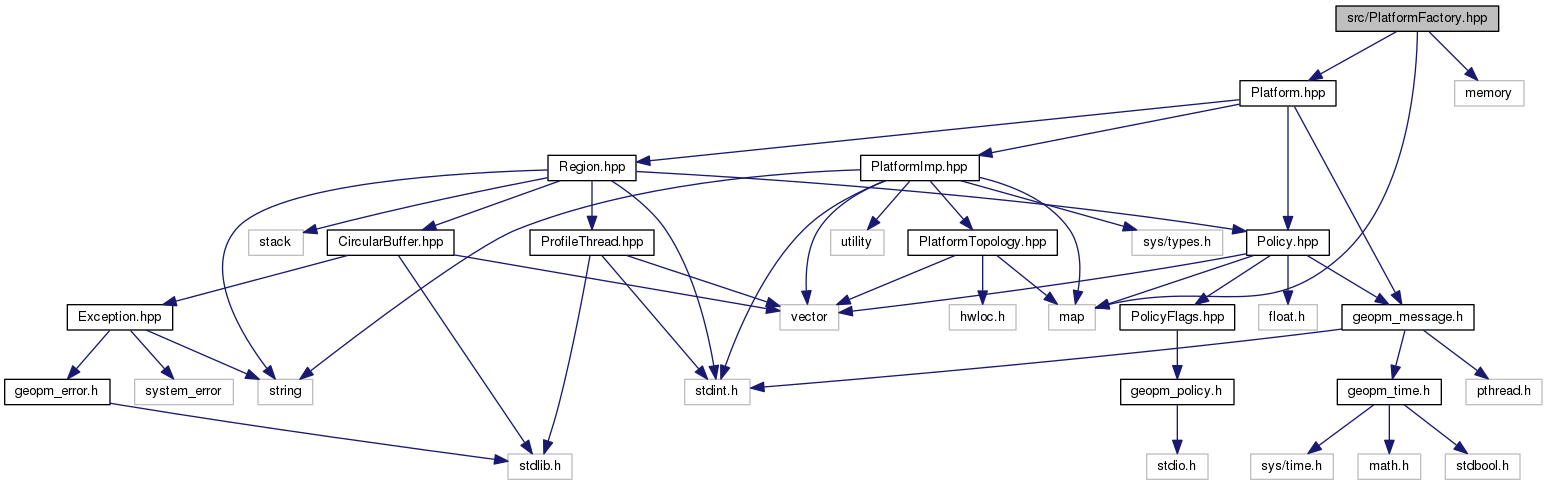 src/PlatformFactory.hpp
Platform.hpp
memory
Region.hpp
PlatformImp.hpp
stack
CircularBuffer.hpp
ProfileThread.hpp
utility
PlatformTopology.hpp
sys/types.h
Policy.hpp
Exception.hpp
vector
hwloc.h
map
PolicyFlags.hpp
float.h
geopm_message.h
geopm_error.h
system_error
string
stdint.h
geopm_policy.h
geopm_time.h
pthread.h
stdlib.h
stdio.h
sys/time.h
math.h
stdbool.h